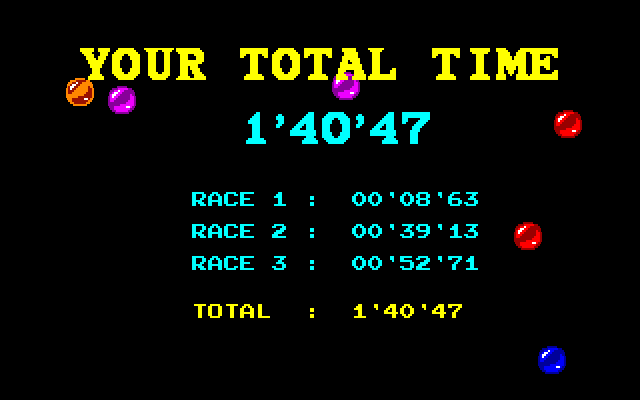 YOUR TOTAL TIME
1'40'47
RACE 1 : 00'08'63
RACE 2 : 00'39'13
RACE 3 : 00'52'71
TOTAL : 1'40'47